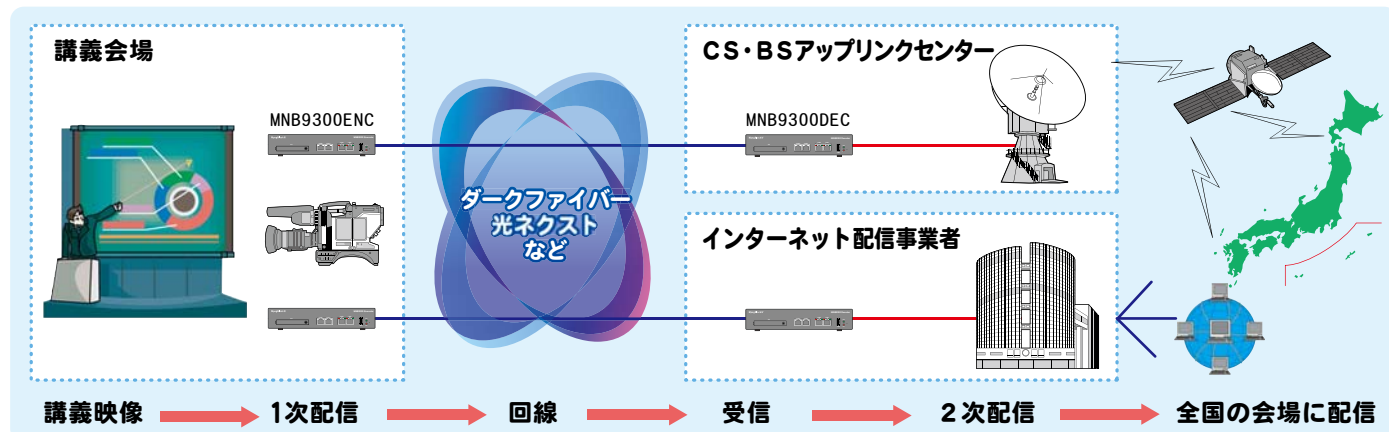 講義会場
MNB9300ENC
ダークファイバー
光ネクスト
など
CS・BSアップリンクセンター
MNB9300DEC
インターネット配信事業者
講義映像
1次配信
回線
受信
２次配信
全国の会場に配信